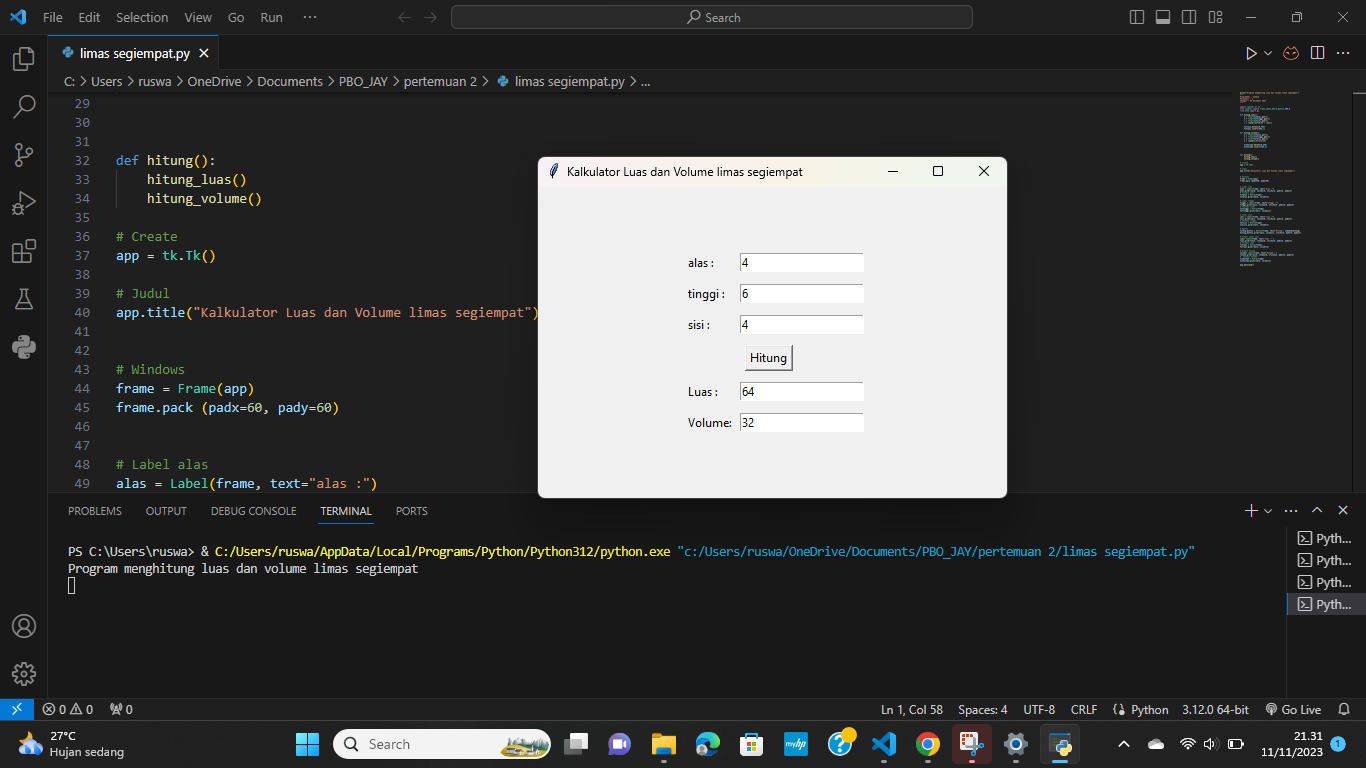 File Edit Selection View Go Run ···
Search
limas segiempat.py
C: > Users > ruswa > OneDrive > Documents > PBO_JAY > pertemuan 2 > limas segiempat.py > ...
29
30
31
32 def hitung():
33 hitung_luas()
34 hitung_volume()
35
36 # Create
37 app = tk.Tk()
38
39 # Judul
40 app.title("Kalkulator Luas dan Volume limas segiempat")
41
42
43 # Windows
44 frame = Frame(app)
45 frame.pack (padx=60, pady=60)
46
47
48 # Label alas
49 alas = Label(frame, text="alas :")
Kalkulator Luas dan Volume limas segiempat
alas : 4
tinggi : 6
sisi : 4
Hitung
Luas : 64
Volume: 32
PROBLEMS OUTPUT DEBUG CONSOLE TERMINAL PORTS
PS C:\Users\ruswa> & C:/Users/ruswa/AppData/Local/Programs/Python/Python312/python.exe "c:/Users/ruswa/OneDrive/Documents/PBO_JAY/pertemuan 2/limas segiempat.py"
Program menghitung luas dan volume limas segiempat
Pyth...
Pyth...
Pyth...
Pyth...
0 0 0
Ln 1, Col 58 Spaces: 4 UTF-8 CRLF Python 3.12.0 64-bit Go Live
27°C
Hujan sedang
Search
myhp
21.31
11/11/2023
1